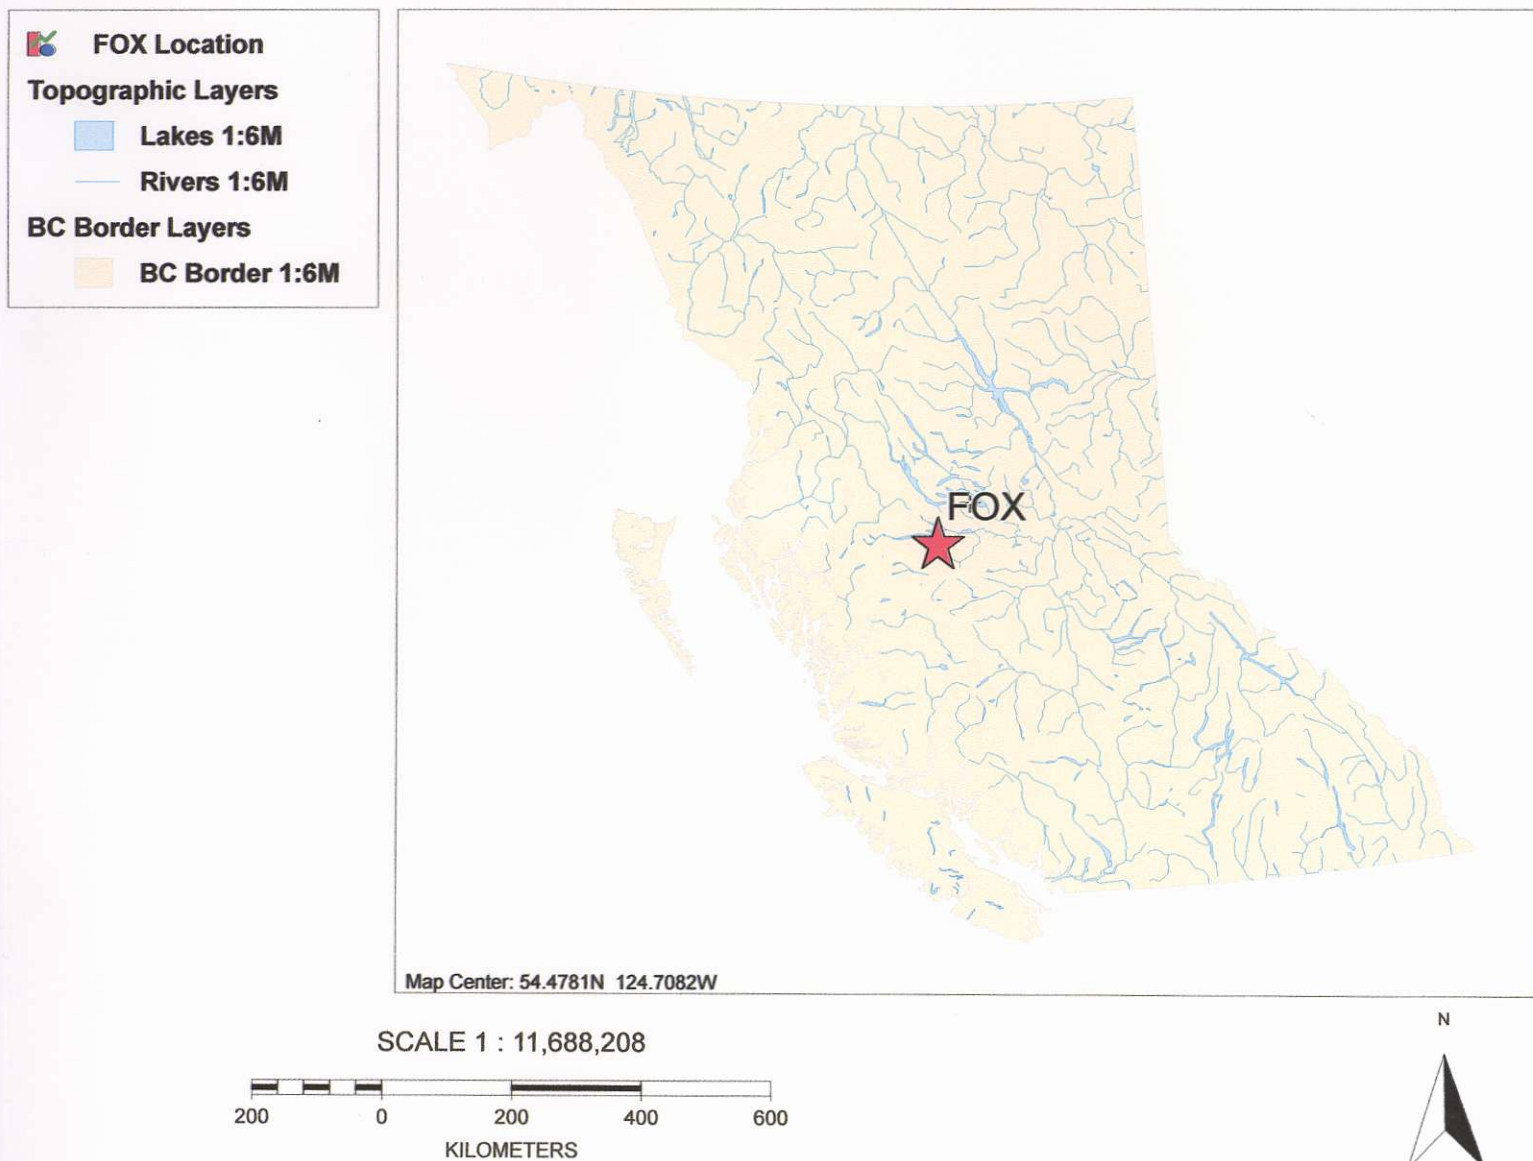 FOX Location
Topographic Layers
Lakes 1:6M
Rivers 1:6M
BC Border Layers
BC Border 1:6M
FOX
Map Center: 54.4781N 124.7082W
SCALE 1 : 11,688,208
200 0 200 400 600
KILOMETERS
N